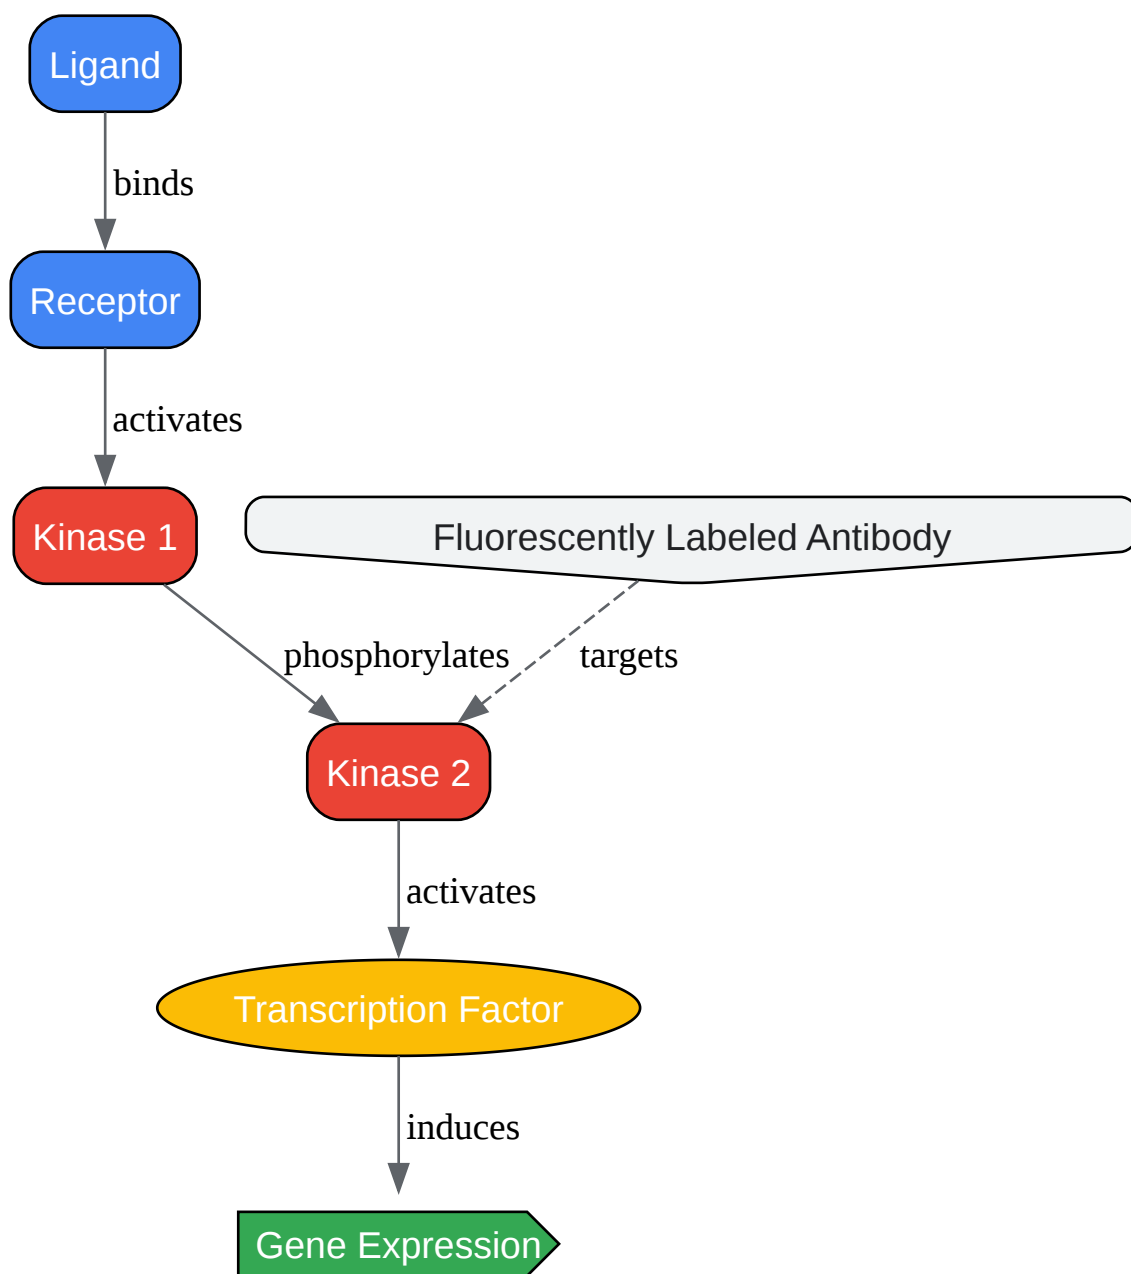 Ligand
binds
Receptor
activates
Kinase 1
Fluorescently Labeled Antibody
phosphorylates
targets
Kinase 2
activates
Transcription Factor
induces
Gene Expression